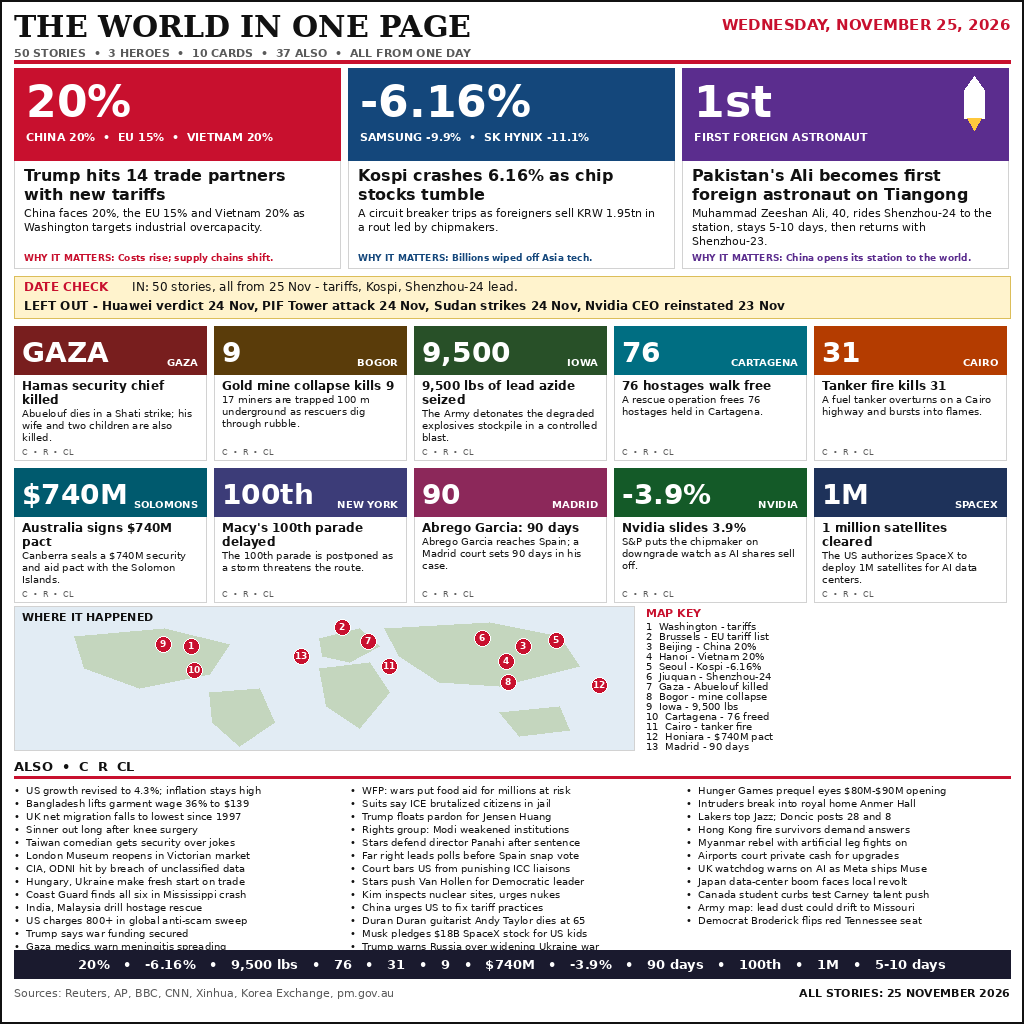 THE WORLD IN ONE PAGE
WEDNESDAY, NOVEMBER 25, 2026
50 STORIES • 3 HEROES • 10 CARDS • 37 ALSO • ALL FROM ONE DAY
20%
CHINA 20% • EU 15% • VIETNAM 20%
Trump hits 14 trade partners
with new tariffs
China faces 20%, the EU 15% and Vietnam 20% as
Washington targets industrial overcapacity.
WHY IT MATTERS: Costs rise; supply chains shift.
-6.16%
SAMSUNG -9.9% • SK HYNIX -11.1%
Kospi crashes 6.16% as chip
stocks tumble
A circuit breaker trips as foreigners sell KRW 1.95tn in
a rout led by chipmakers.
WHY IT MATTERS: Billions wiped off Asia tech.
1st
FIRST FOREIGN ASTRONAUT
Pakistan's Ali becomes first
foreign astronaut on Tiangong
Muhammad Zeeshan Ali, 40, rides Shenzhou-24 to the
station, stays 5-10 days, then returns with
Shenzhou-23.
WHY IT MATTERS: China opens its station to the world.
DATE CHECK IN: 50 stories, all from 25 Nov - tariffs, Kospi, Shenzhou-24 lead.
LEFT OUT - Huawei verdict 24 Nov, PIF Tower attack 24 Nov, Sudan strikes 24 Nov, Nvidia CEO reinstated 23 Nov
GAZA
GAZA
Hamas security chief
killed
Abuelouf dies in a Shati strike; his
wife and two children are also
killed.
C • R • CL
9
BOGOR
Gold mine collapse kills 9
17 miners are trapped 100 m
underground as rescuers dig
through rubble.
C • R • CL
9,500
IOWA
9,500 lbs of lead azide
seized
The Army detonates the degraded
explosives stockpile in a controlled
blast.
C • R • CL
76
CARTAGENA
76 hostages walk free
A rescue operation frees 76
hostages held in Cartagena.
C • R • CL
31
CAIRO
Tanker fire kills 31
A fuel tanker overturns on a Cairo
highway and bursts into flames.
C • R • CL
$740M
SOLOMONS
Australia signs $740M
pact
Canberra seals a $740M security
and aid pact with the Solomon
Islands.
C • R • CL
100th
NEW YORK
Macy's 100th parade
delayed
The 100th parade is postponed as
a storm threatens the route.
C • R • CL
90
MADRID
Abrego Garcia: 90 days
Abrego Garcia reaches Spain; a
Madrid court sets 90 days in his
case.
C • R • CL
-3.9%
NVIDIA
Nvidia slides 3.9%
S&P puts the chipmaker on
downgrade watch as AI shares sell
off.
C • R • CL
1M
SPACEX
1 million satellites
cleared
The US authorizes SpaceX to
deploy 1M satellites for AI data
centers.
C • R • CL
WHERE IT HAPPENED
2
9
1
7
6
3
5
13
4
11
10
8
12
MAP KEY
1 Washington - tariffs
2 Brussels - EU tariff list
3 Beijing - China 20%
4 Hanoi - Vietnam 20%
5 Seoul - Kospi -6.16%
6 Jiuquan - Shenzhou-24
7 Gaza - Abuelouf killed
8 Bogor - mine collapse
9 Iowa - 9,500 lbs
10 Cartagena - 76 freed
11 Cairo - tanker fire
12 Honiara - $740M pact
13 Madrid - 90 days
ALSO • C R CL
• US growth revised to 4.3%; inflation stays high
• Bangladesh lifts garment wage 36% to $139
• UK net migration falls to lowest since 1997
• Sinner out long after knee surgery
• Taiwan comedian gets security over jokes
• London Museum reopens in Victorian market
• CIA, ODNI hit by breach of unclassified data
• Hungary, Ukraine make fresh start on trade
• Coast Guard finds all six in Mississippi crash
• India, Malaysia drill hostage rescue
• US charges 800+ in global anti-scam sweep
• Trump says war funding secured
• Gaza medics warn meningitis spreading
• WFP: wars put food aid for millions at risk
• Suits say ICE brutalized citizens in jail
• Trump floats pardon for Jensen Huang
• Rights group: Modi weakened institutions
• Stars defend director Panahi after sentence
• Far right leads polls before Spain snap vote
• Court bars US from punishing ICC liaisons
• Stars push Van Hollen for Democratic leader
• Kim inspects nuclear sites, urges nukes
• China urges US to fix tariff practices
• Duran Duran guitarist Andy Taylor dies at 65
• Musk pledges $18B SpaceX stock for US kids
• Trump warns Russia over widening Ukraine war
• Hunger Games prequel eyes $80M-$90M opening
• Intruders break into royal home Anmer Hall
• Lakers top Jazz; Doncic posts 28 and 8
• Hong Kong fire survivors demand answers
• Myanmar rebel with artificial leg fights on
• Airports court private cash for upgrades
• UK watchdog warns on AI as Meta ships Muse
• Japan data-center boom faces local revolt
• Canada student curbs test Carney talent push
• Army map: lead dust could drift to Missouri
• Democrat Broderick flips red Tennessee seat
20% • -6.16% • 9,500 lbs • 76 • 31 • 9 • $740M • -3.9% • 90 days • 100th • 1M • 5-10 days
Sources: Reuters, AP, BBC, CNN, Xinhua, Korea Exchange, pm.gov.au
ALL STORIES: 25 NOVEMBER 2026